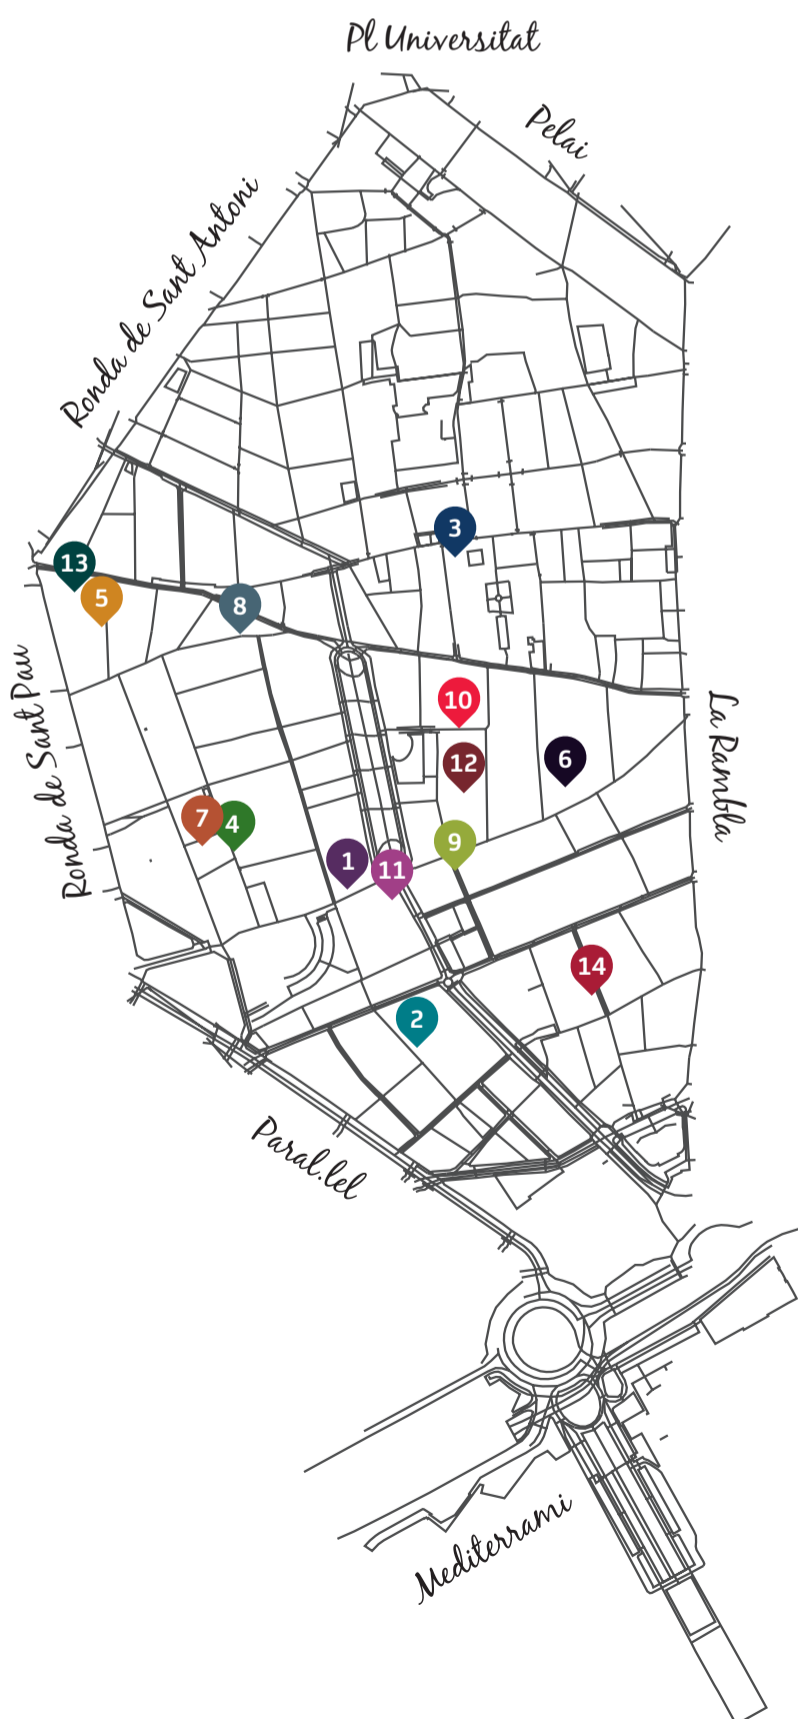 Pl Universitat
Pelai
Ronda de Sant Antoni
3
13
5
8
Ronda de Sant Pau
La Rambla
10
12
6
7
4
9
1
11
14
2
Paral.lel
Mediterrami